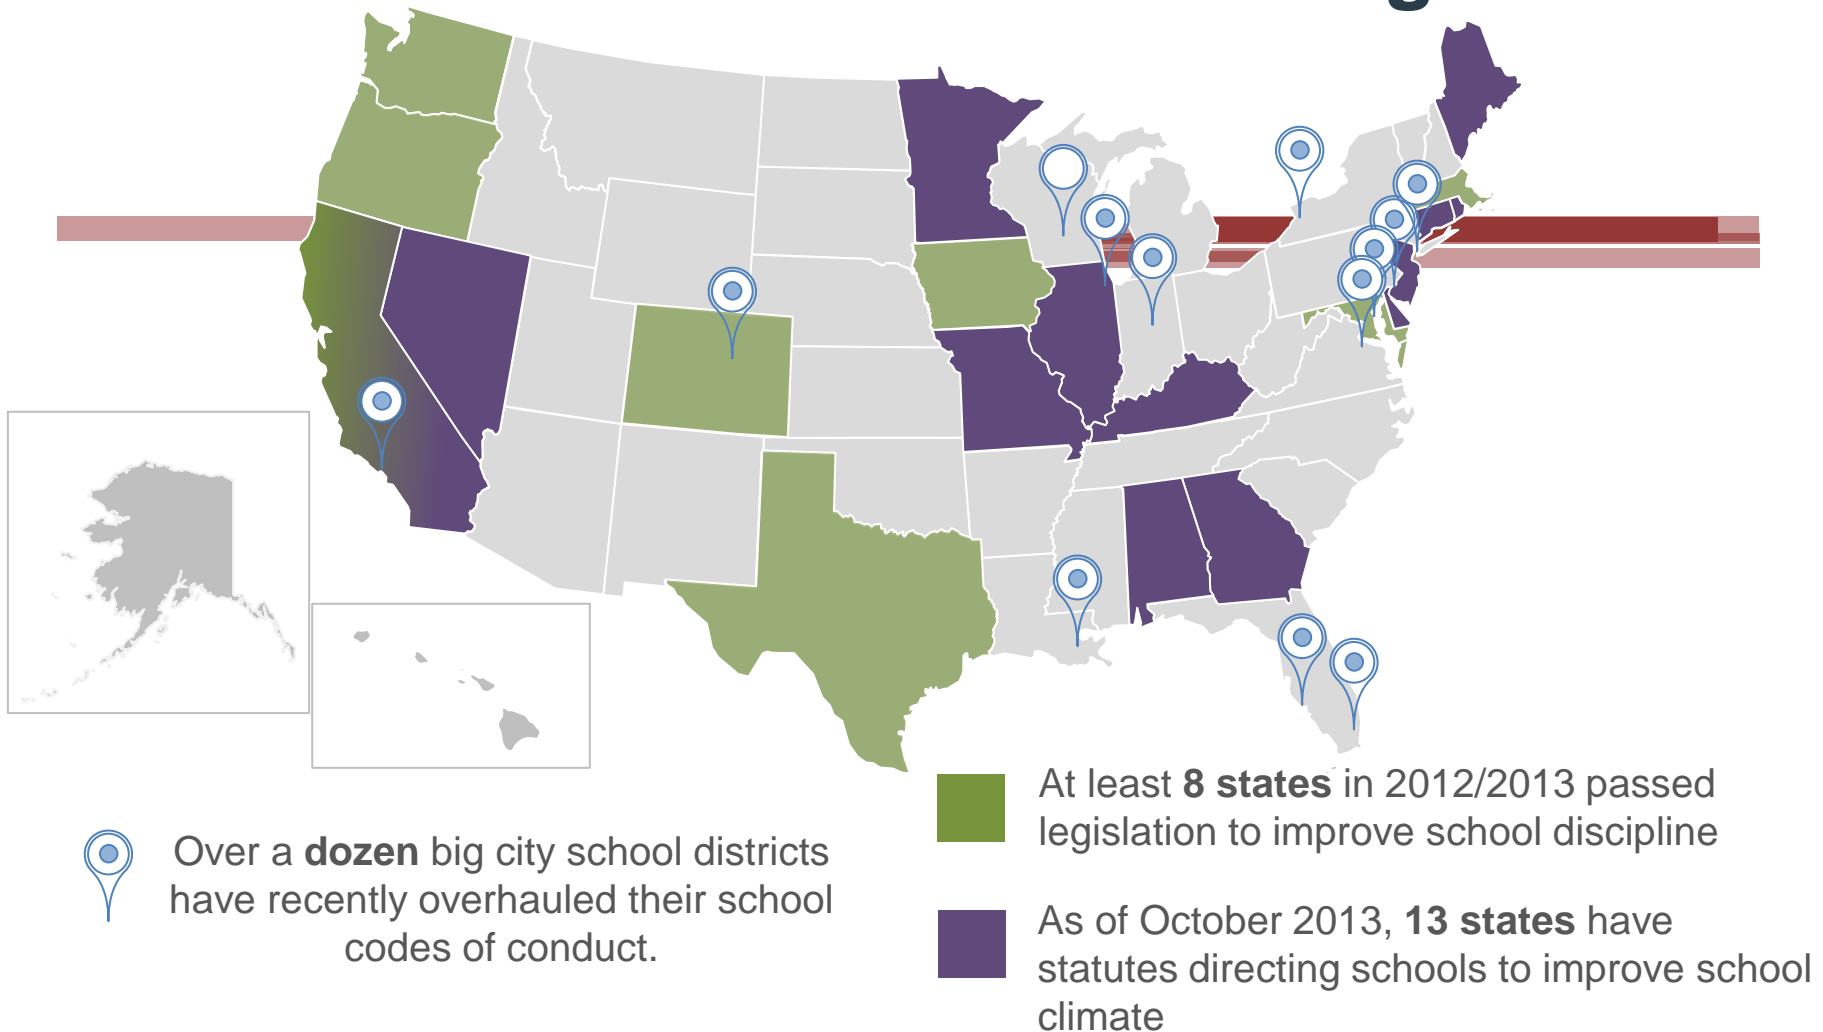 g
At least 8 states in 2012/2013 passed
legislation to improve school discipline
Over a dozen big city school districts
have recently overhauled their school
codes of conduct.
As of October 2013, 13 states have
statutes directing schools to improve school
climate